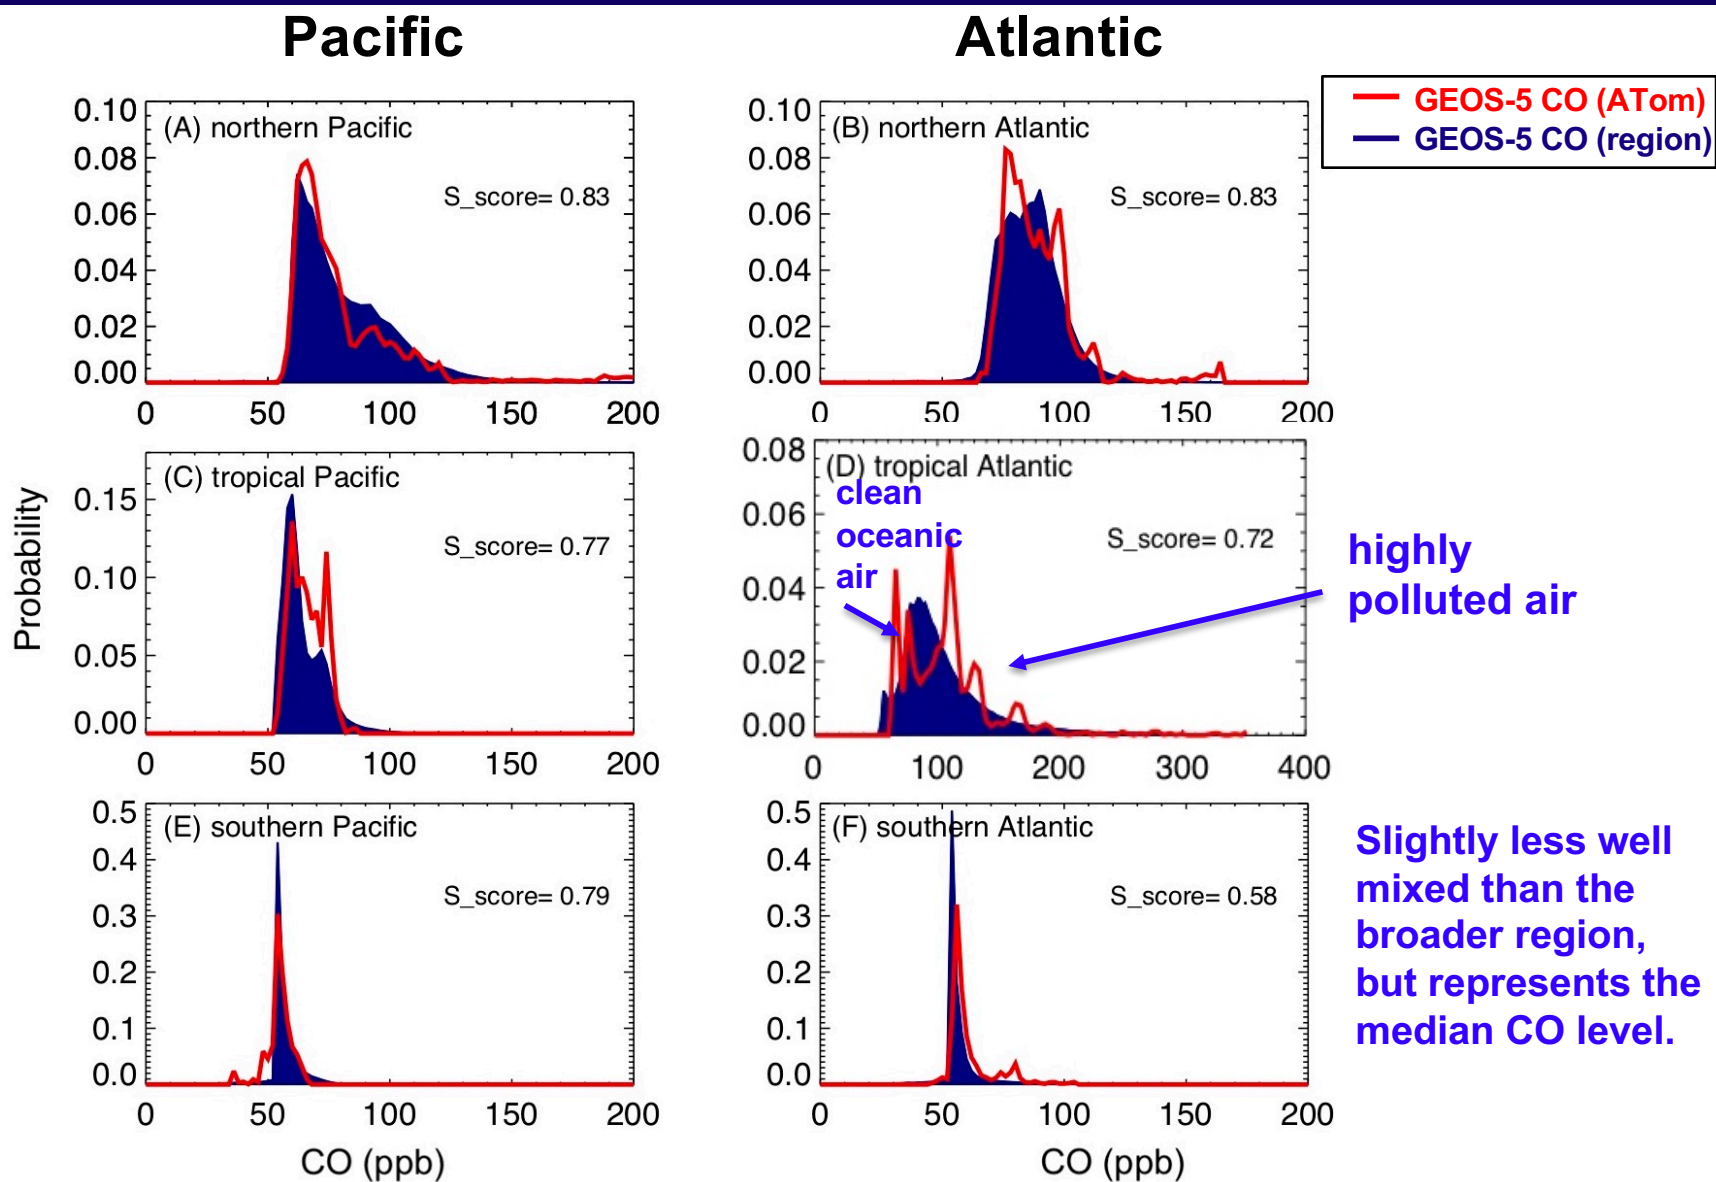 Pacific
Atlantic
GEOS-5 CO (ATom)
GEOS-5 CO (region)
(A) northern Pacific
S_score= 0.83
0.10
0.08
0.06
0.04
0.02
0.00
0 50 100 150 200
(B) northern Atlantic
S_score= 0.83
0.10
0.08
0.06
0.04
0.02
0.00
0 50 100 150 200
Probability
(C) tropical Pacific
S_score= 0.77
0.15
0.10
0.05
0.00
0 50 100 150 200
(D) tropical Atlantic
clean
oceanic
air
S_score= 0.72
0.08
0.06
0.04
0.02
0.00
0 100 200 300 400
highly
polluted air
(E) southern Pacific
S_score= 0.79
0.5
0.4
0.3
0.2
0.1
0.0
0 50 100 150 200
CO (ppb)
(F) southern Atlantic
S_score= 0.58
0.5
0.4
0.3
0.2
0.1
0.0
0 50 100 150 200
CO (ppb)
Slightly less well
mixed than the
broader region,
but represents the
median CO level.